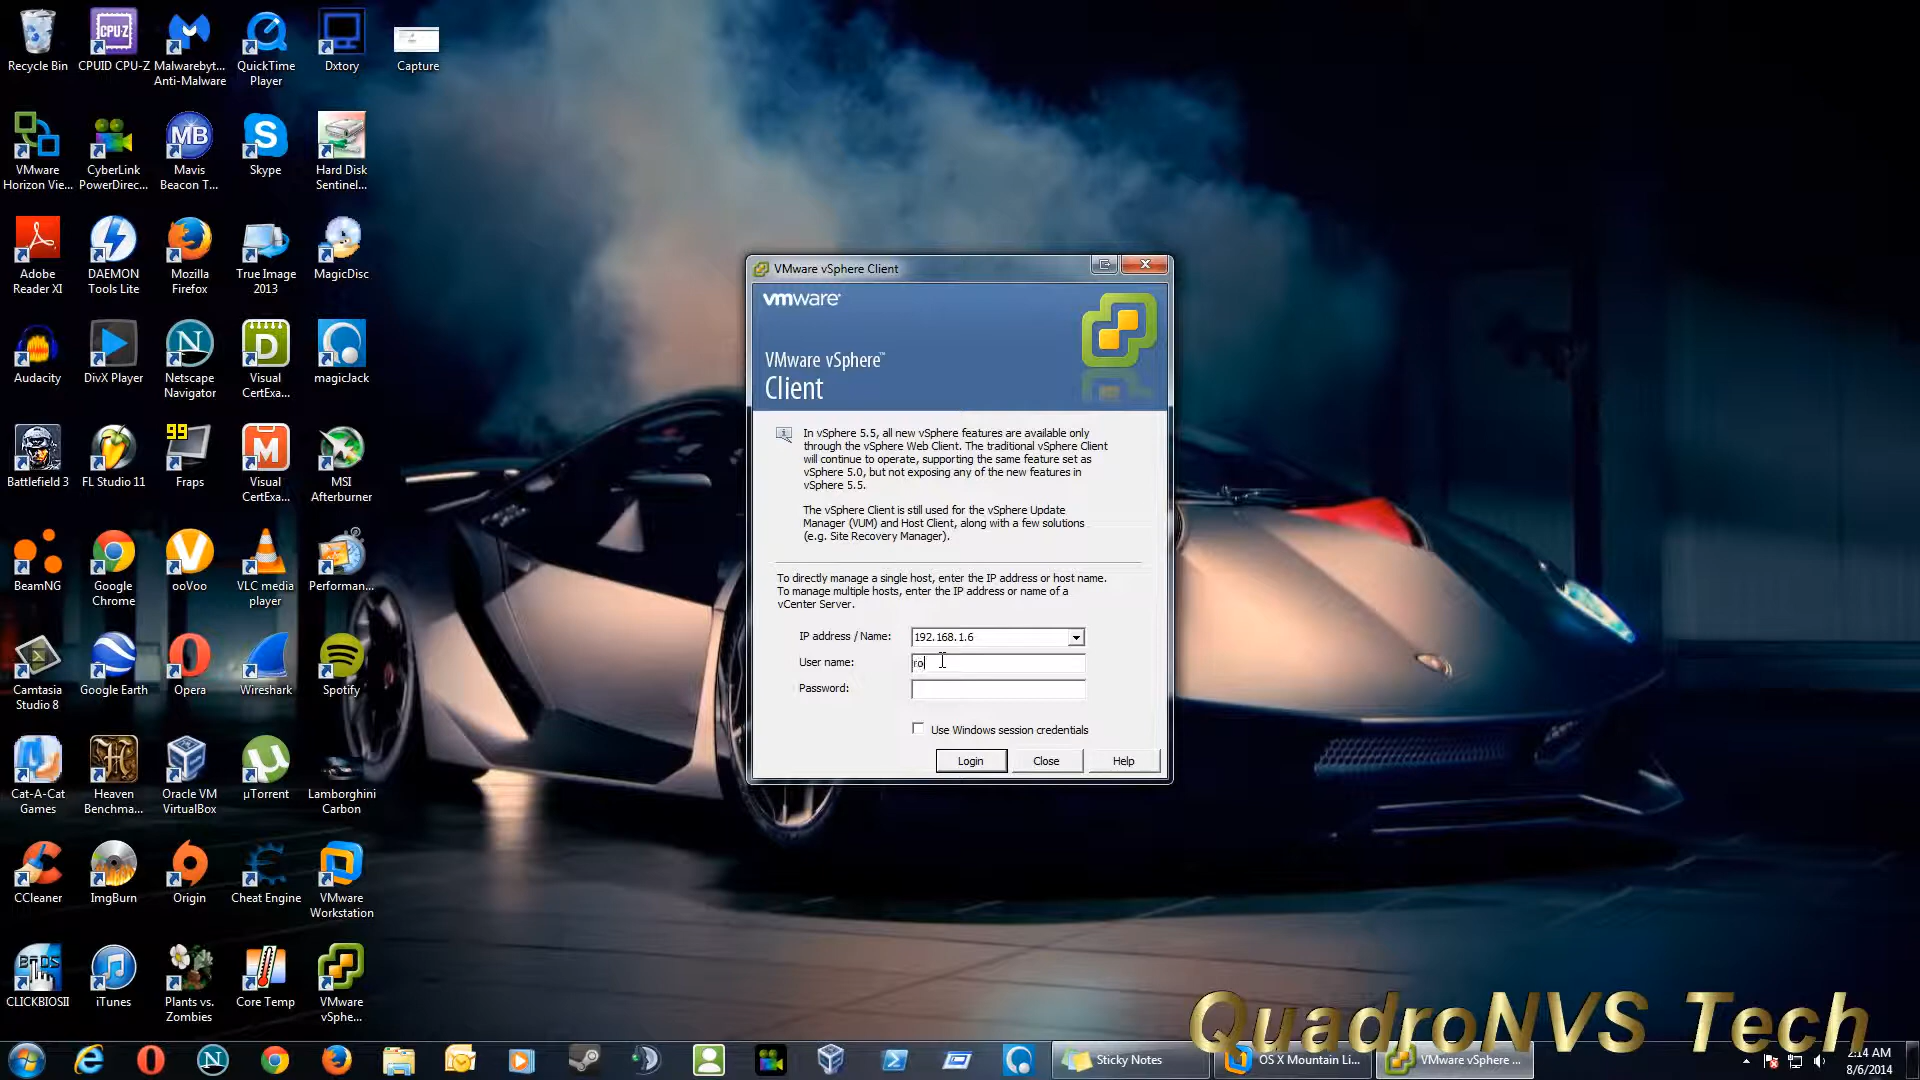 Recycle Bin
CPUID CPU-Z
Malwarebyt...
Anti-Malware
QuickTime
Player
Dxtory
Capture
VMware
Horizon Vie...
CyberLink
PowerDirec...
MB
Mavis
Beacon T...
Skype
Hard Disk
Sentinel...
Adobe
Reader XI
DAEMON
Tools Lite
Mozilla
Firefox
True Image
2013
MagicDisc
Audacity
DivX Player
Netscape
Navigator
Visual
CertExa...
magicJack
Battlefield 3
FL Studio 11
99
Fraps
Visual
CertExa...
MSI
Afterburner
BeamNG
Google
Chrome
ooVoo
VLC media
player
Performan...
Camtasia
Studio 8
Google Earth
Opera
Wireshark
Spotify
Cat-A-Cat
Games
Heaven
Benchma...
Oracle VM
VirtualBox
µTorrent
Lamborghini
Carbon
CCleaner
ImgBurn
Origin
Cheat Engine
VMware
Workstation
CLICKBIOSII
iTunes
Plants vs.
Zombies
Core Temp
VMware
vSphe...
VMware vSphere Client
vmware
VMware vSphere™
Client
In vSphere 5.5, all new vSphere features are available only
through the vSphere Web Client. The traditional vSphere Client
will continue to operate, supporting the same feature set as
vSphere 5.0, but not exposing any of the new features in
vSphere 5.5.
The vSphere Client is still used for the vSphere Update
Manager (VUM) and Host Client, along with a few solutions
(e.g. Site Recovery Manager).
To directly manage a single host, enter the IP address or host name.
To manage multiple hosts, enter the IP address or name of a
vCenter Server.
IP address / Name: 192.168.1.6
User name: ro
Password:
Use Windows session credentials
Login Close Help
QuadroNVS Tech
Sticky Notes
OS X Mountain Li...
VMware vSphere ...
2:14 AM
8/6/2014